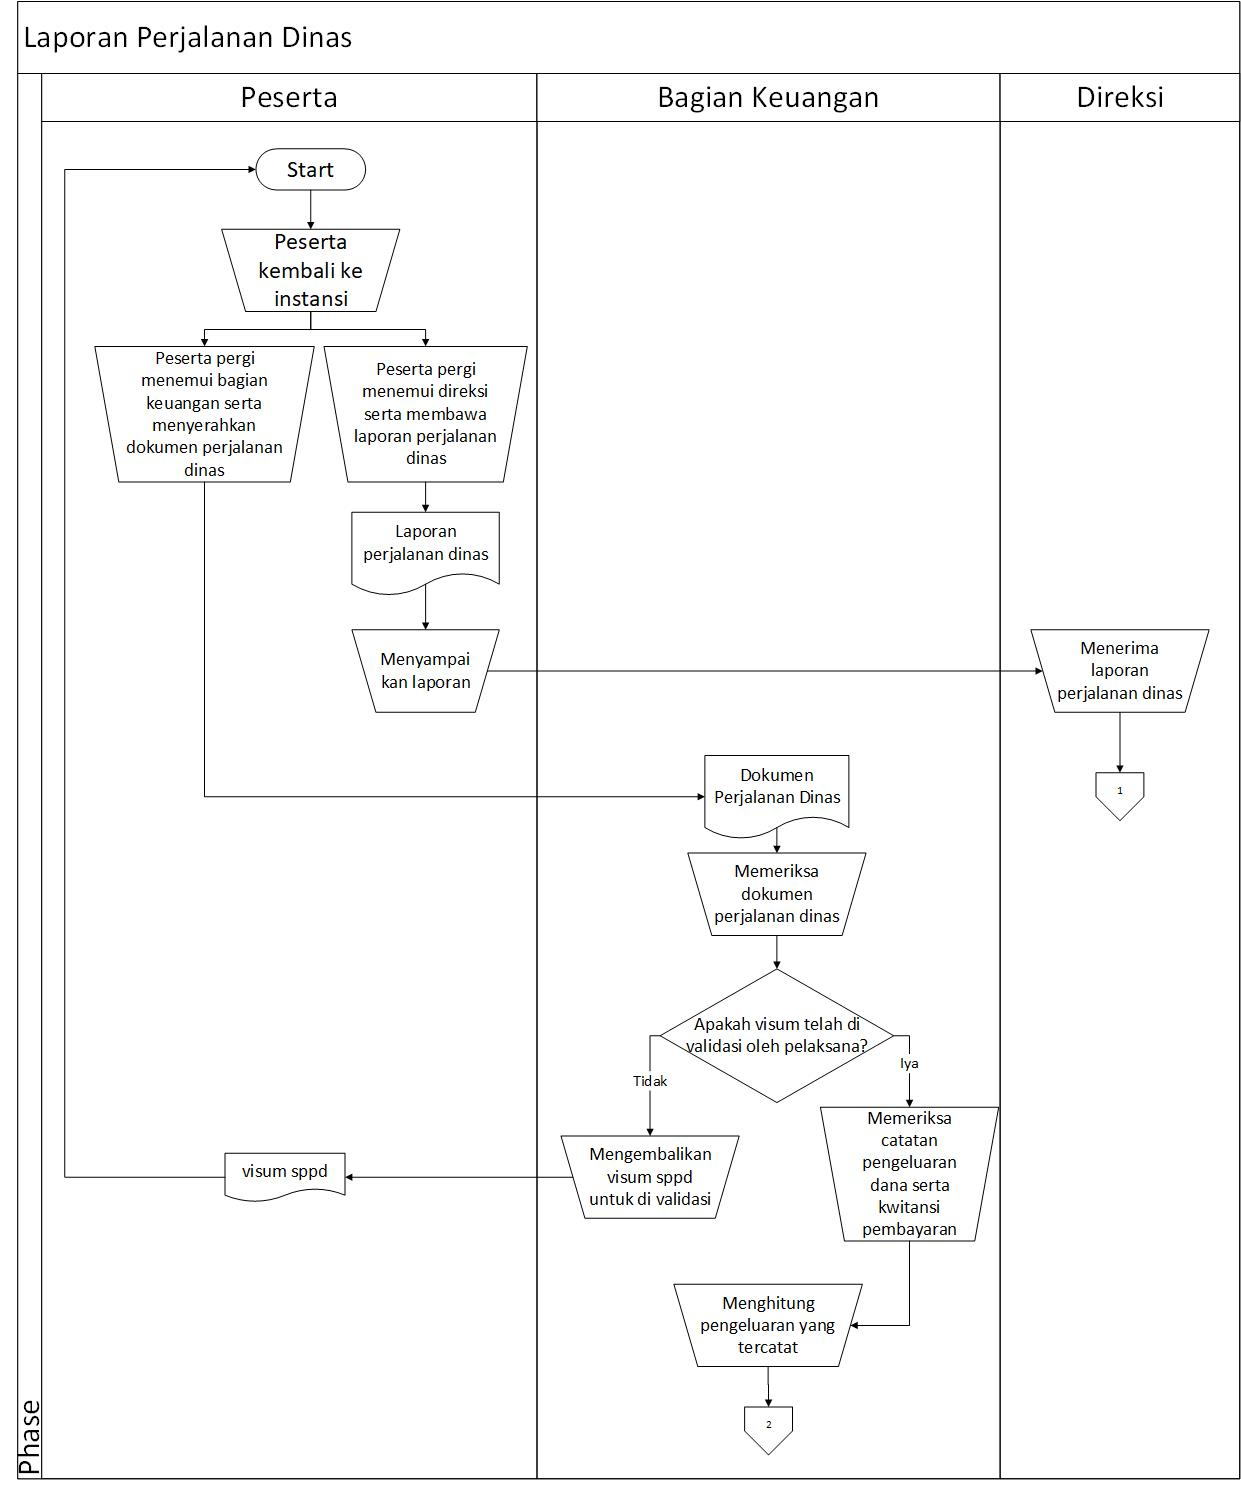 Laporan Perjalanan Dinas
Peserta
Bagian Keuangan
Direksi
Start
Peserta
kembali ke
instansi
Peserta pergi
menemui bagian
keuangan serta
menyerahkan
dokumen perjalanan
dinas
Peserta pergi
menemui direksi
serta membawa
laporan perjalanan
dinas
Laporan
perjalanan dinas
Menyampai
kan laporan
Menerima
laporan
perjalanan dinas
1
Dokumen
Perjalanan Dinas
Memeriksa
dokumen
perjalanan dinas
Apakah visum telah di
validasi oleh pelaksana?
Iya
Tidak
Memeriksa
catatan
pengeluaran
dana serta
kwitansi
pembayaran
Mengembalikan
visum sppd
untuk di validasi
visum sppd
Menghitung
pengeluaran yang
tercatat
2
Phase